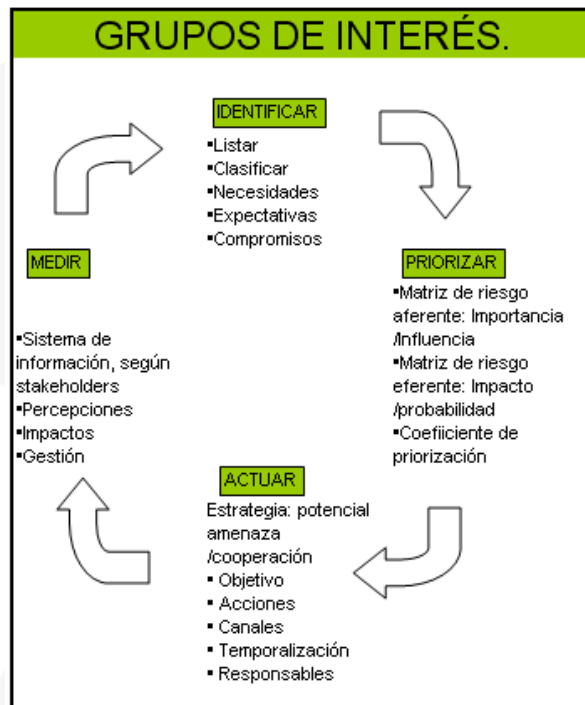 GRUPOS DE INTERÉS.
IDENTIFICAR
▪Listar
▪Clasificar
▪Necesidades
▪Expectativas
▪Compromisos
PRIORIZAR
▪Matriz de riesgo
aferente: Importancia
/Influencia
▪Matriz de riesgo
eferente: Impacto
/probabilidad
▪Coefiiciente de
priorización
ACTUAR
Estrategia: potencial
amenaza
/cooperación
▪ Objetivo
▪ Acciones
▪ Canales
▪ Temporalización
▪ Responsables
MEDIR
▪Sistema de
información, según
stakeholders
▪Percepciones
▪Impactos
▪Gestión